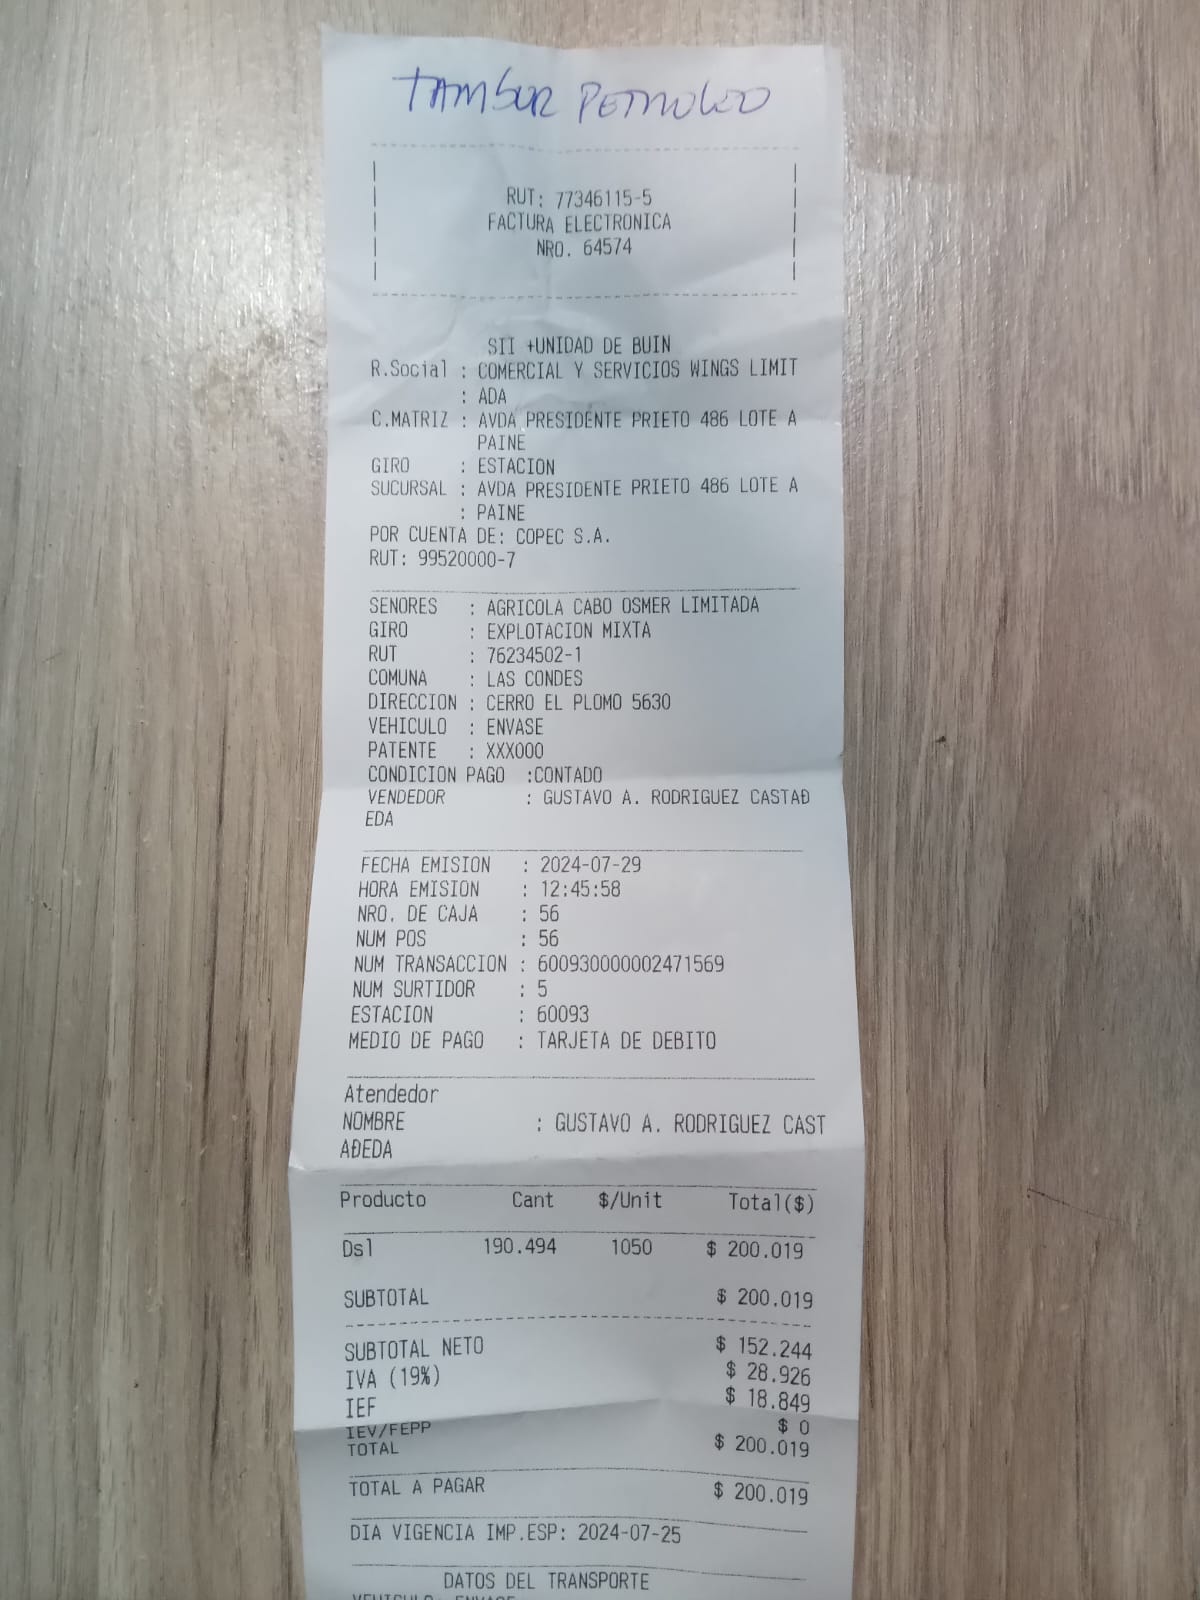 TAMBOR PETROLEO
RUT: 77346115-5
FACTURA ELECTRONICA
NRO. 64574
SII +UNIDAD DE BUIN
R.Social : COMERCIAL Y SERVICIOS WINGS LIMIT
: ADA
C.MATRIZ : AVDA PRESIDENTE PRIETO 486 LOTE A
PAINE
GIRO : ESTACION
SUCURSAL : AVDA PRESIDENTE PRIETO 486 LOTE A
: PAINE
POR CUENTA DE: COPEC S.A.
RUT: 99520000-7
SENORES : AGRICOLA CABO OSMER LIMITADA
GIRO : EXPLOTACION MIXTA
RUT : 76234502-1
COMUNA : LAS CONDES
DIRECCION : CERRO EL PLOMO 5630
VEHICULO : ENVASE
PATENTE : XXX000
CONDICION PAGO :CONTADO
VENDEDOR : GUSTAVO A. RODRIGUEZ CASTAÐ
EDA
FECHA EMISION : 2024-07-29
HORA EMISION : 12:45:58
NRO. DE CAJA : 56
NUM POS : 56
NUM TRANSACCION : 600930000002471569
NUM SURTIDOR : 5
ESTACION : 60093
MEDIO DE PAGO : TARJETA DE DEBITO
Atendedor
NOMBRE : GUSTAVO A. RODRIGUEZ CAST
AÐEDA
Producto Cant $/Unit Total($)
Dsl 190.494 1050 $ 200.019
SUBTOTAL $ 200.019
SUBTOTAL NETO $ 152.244
IVA (19%) $ 28.926
IEF $ 18.849
IEV/FEPP $ 0
TOTAL $ 200.019
TOTAL A PAGAR $ 200.019
DIA VIGENCIA IMP.ESP: 2024-07-25
DATOS DEL TRANSPORTE
VEHICULO: ENVASE